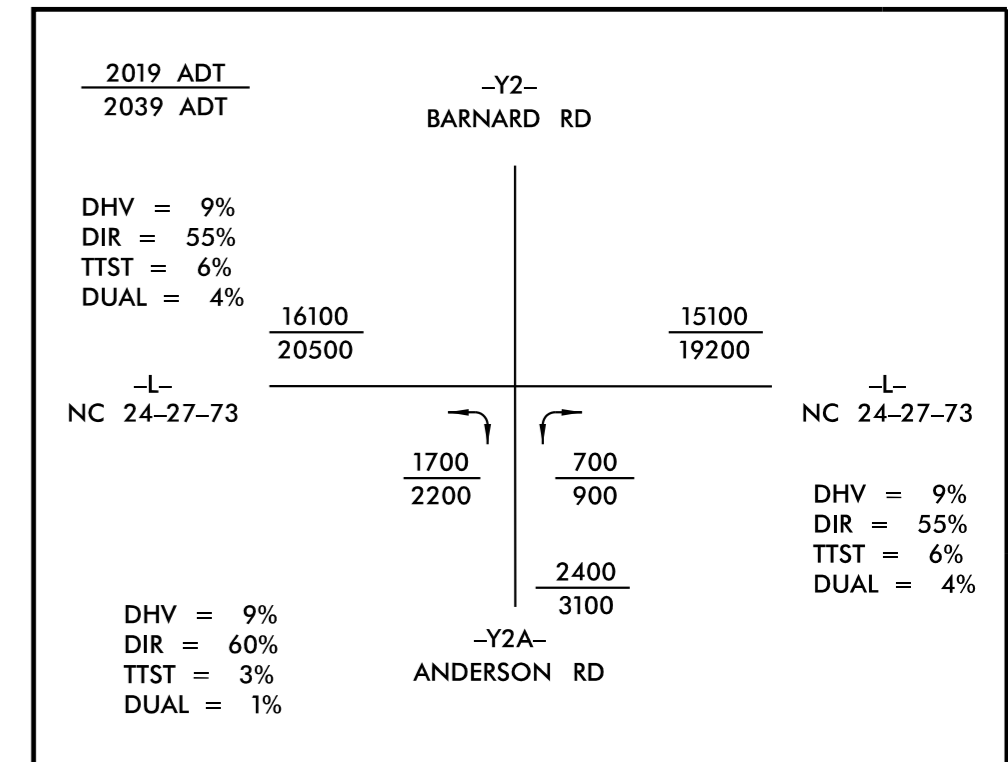 2019 ADT
2039 ADT
–Y2–
BARNARD RD
DHV = 9%
DIR = 55%
TTST = 6%
DUAL = 4%
16100
20500
15100
19200
–L–
NC 24–27–73
–L–
NC 24–27–73
1700
2200
700
900
DHV = 9%
DIR = 55%
TTST = 6%
DUAL = 4%
2400
3100
DHV = 9%
DIR = 60%
TTST = 3%
DUAL = 1%
–Y2A–
ANDERSON RD